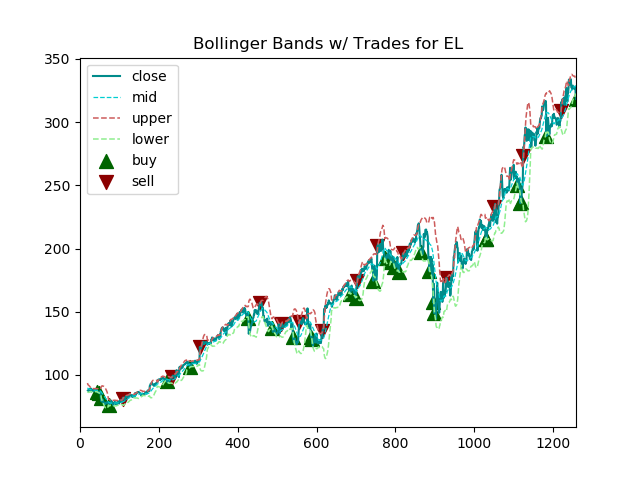 Bollinger Bands w/ Trades for EL
350
300
250
200
150
100
close
mid
upper
lower
buy
sell
0 200 400 600 800 1000 1200